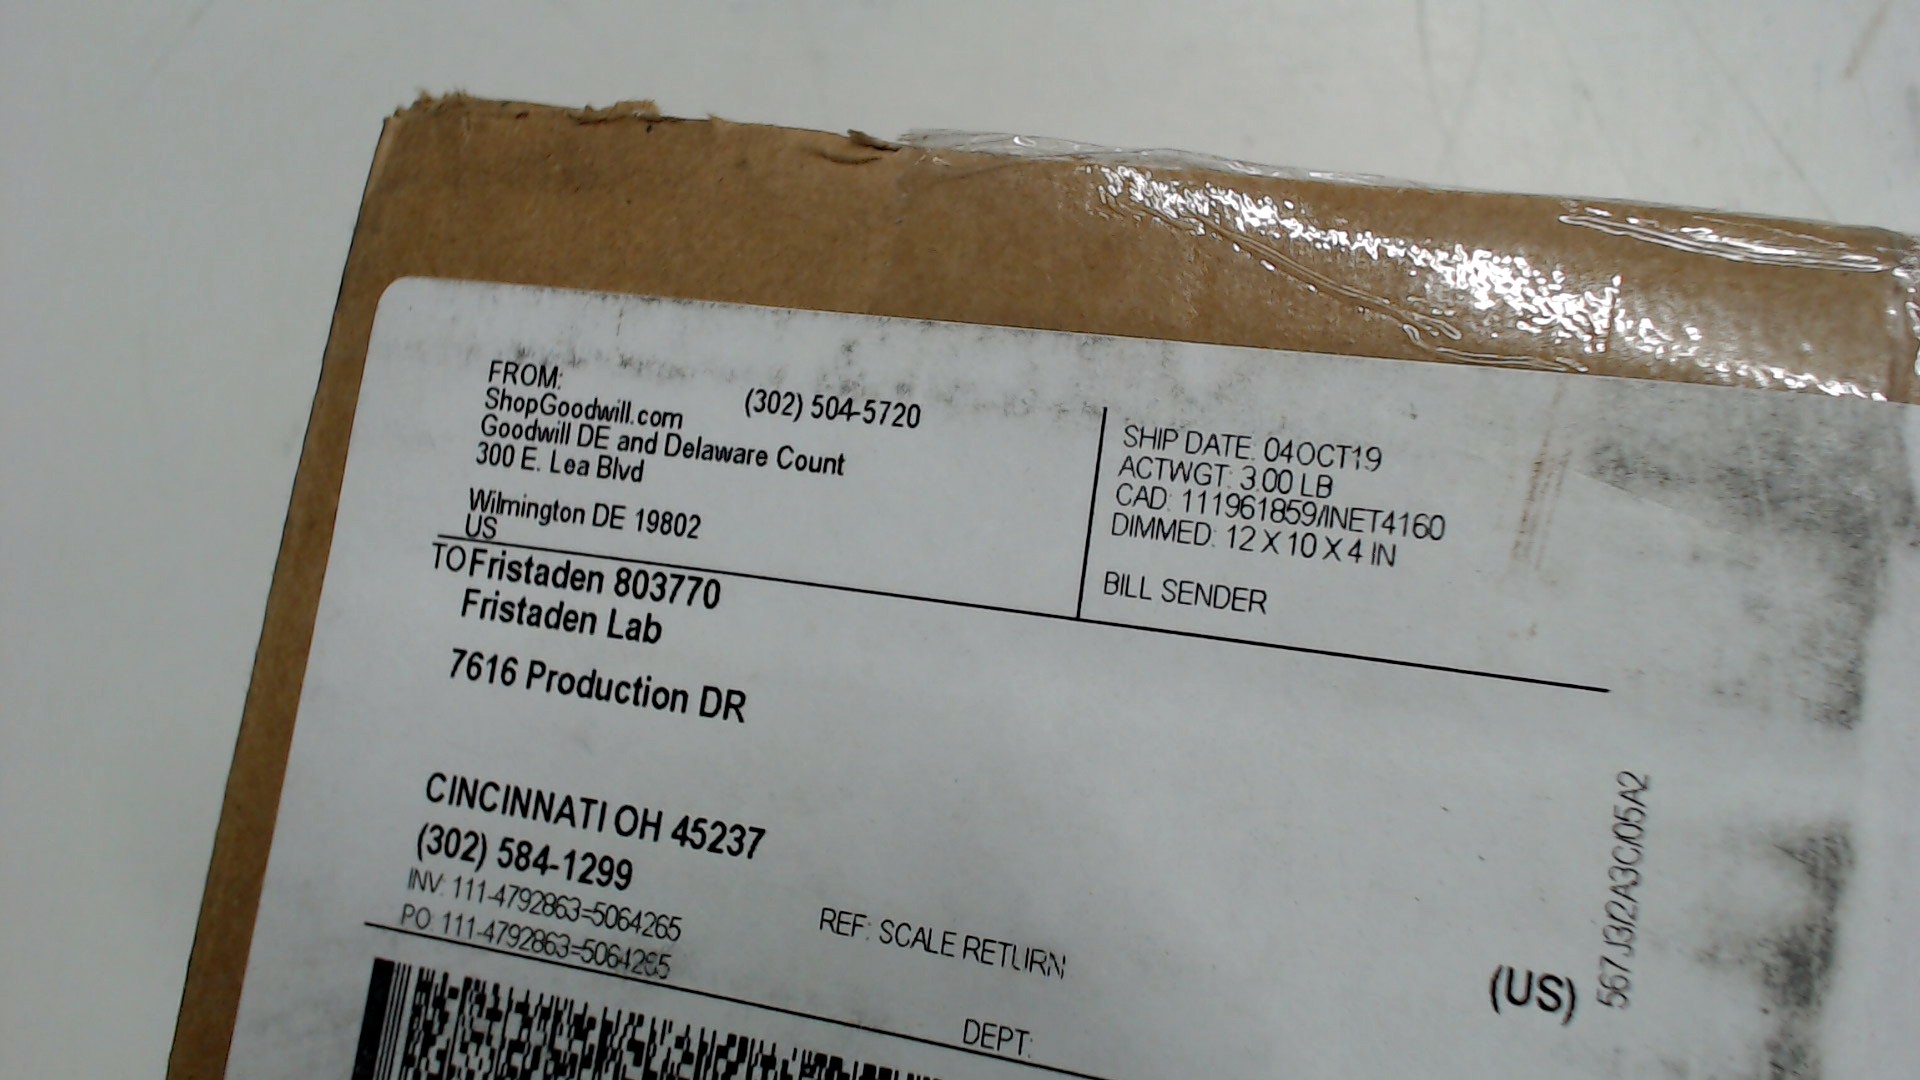 FROM:
ShopGoodwill.com (302) 504-5720
Goodwill DE and Delaware Count
300 E. Lea Blvd
Wilmington DE 19802
US
SHIP DATE: 04OCT19
ACTWGT: 3.00 LB
CAD: 111961859/INET4160
DIMMED: 12 X 10 X 4 IN
BILL SENDER
TO Fristaden 803770
Fristaden Lab
7616 Production DR
CINCINNATI OH 45237
(302) 584-1299
INV: 111-4792863=5064265
PO: 111-4792863=5064265
REF: SCALE RETURN
DEPT:
(US)
567J3/2A3C/05A2